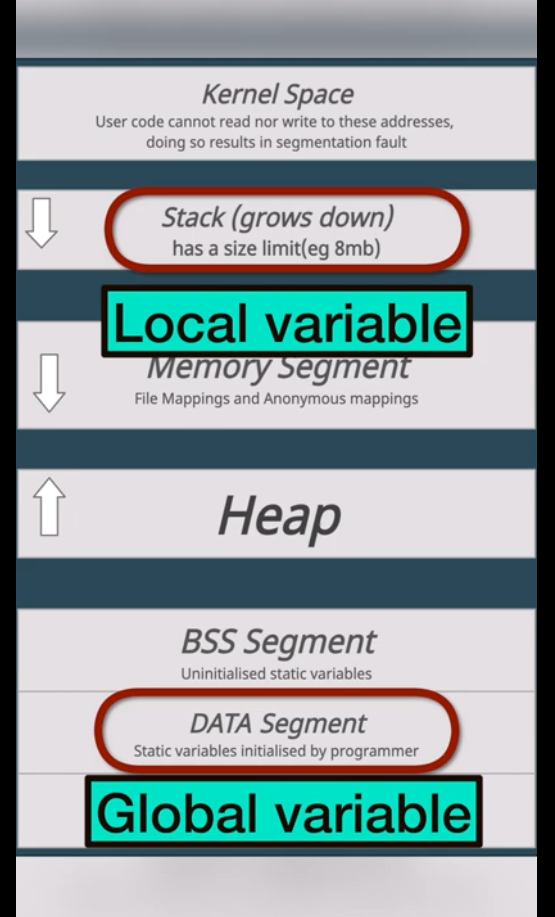 Kernel Space
User code cannot read nor write to these addresses,
doing so results in segmentation fault
Stack (grows down)
has a size limit(eg 8mb)
Local variable
Memory Segment
File Mappings and Anonymous mappings
Heap
BSS Segment
Uninitialised static variables
DATA Segment
Static variables initialised by programmer
Global variable